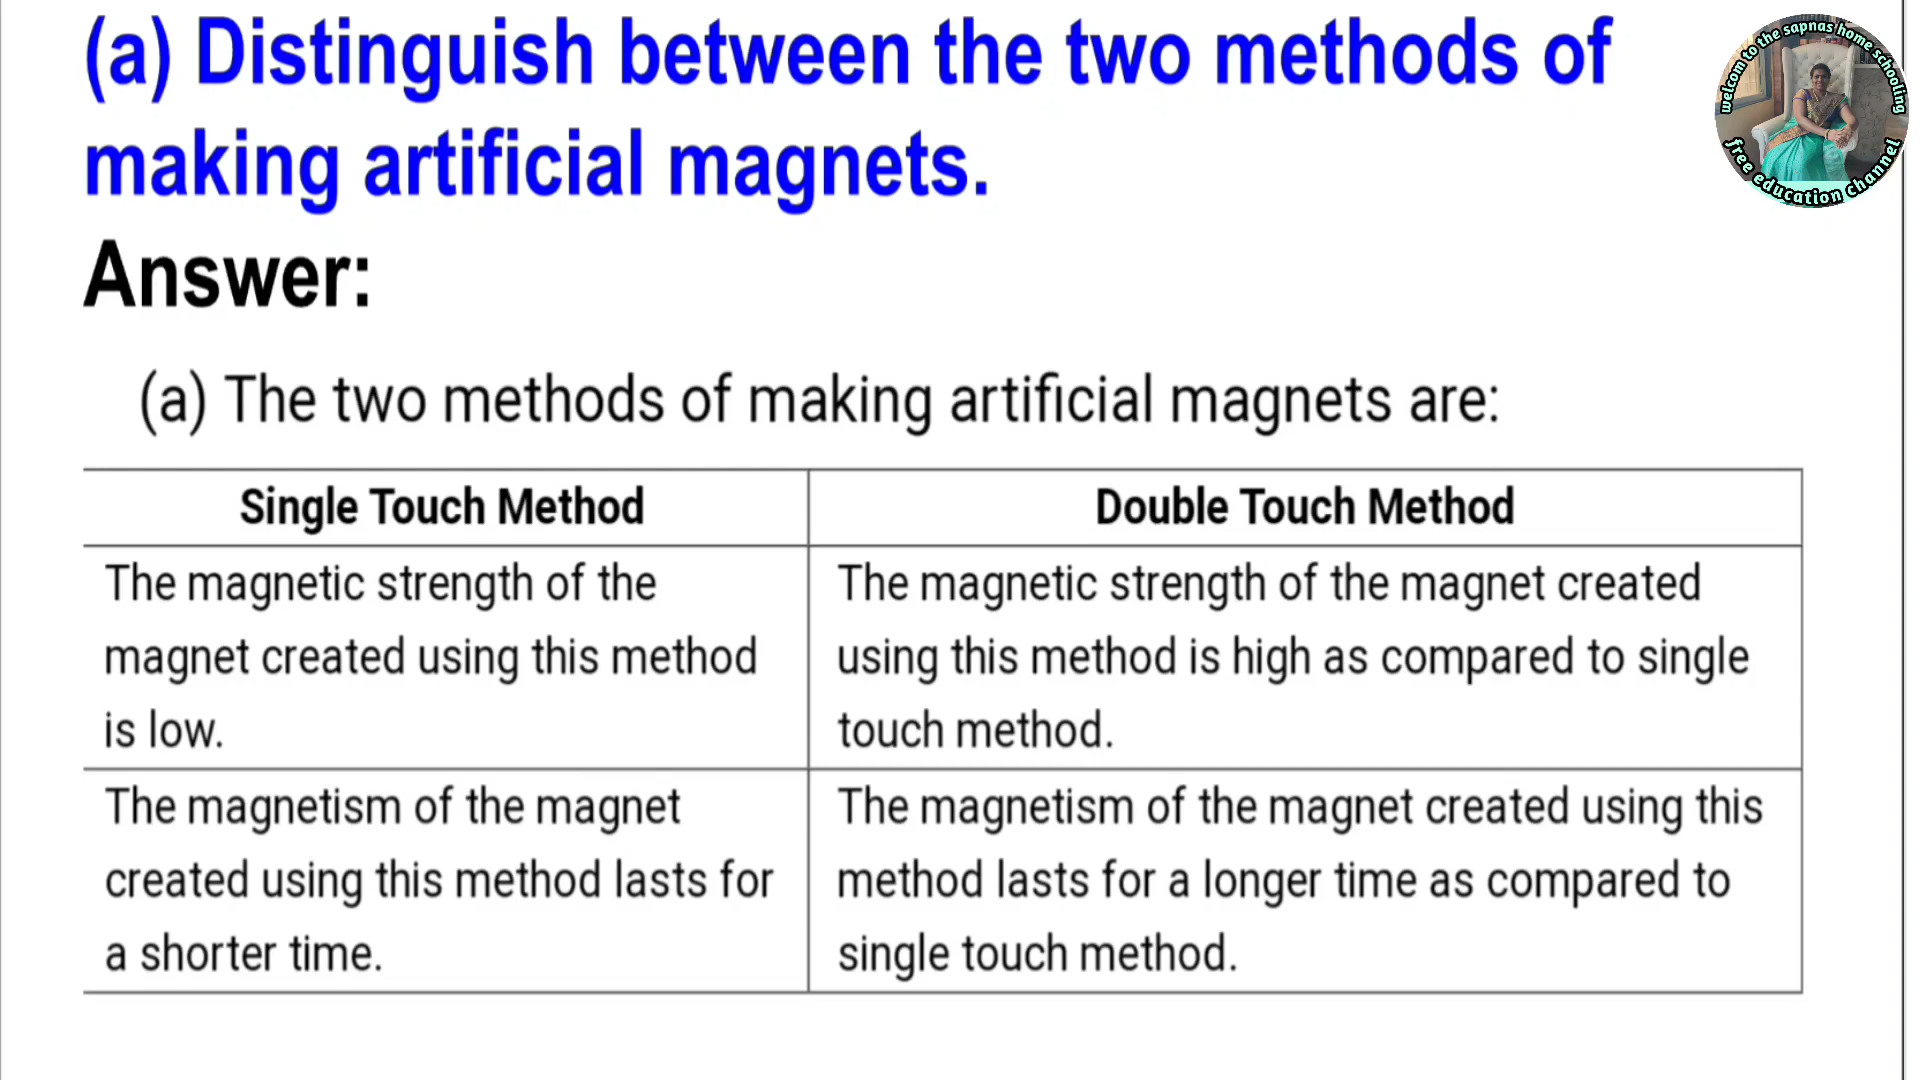 (a) Distinguish between the two methods of
making artificial magnets.
welcom to the sapnas home schooling
free education channel
Answer:
(a) The two methods of making artificial magnets are:
Single Touch Method
Double Touch Method
The magnetic strength of the
magnet created using this method
is low.
The magnetic strength of the magnet created
using this method is high as compared to single
touch method.
The magnetism of the magnet
created using this method lasts for
a shorter time.
The magnetism of the magnet created using this
method lasts for a longer time as compared to
single touch method.